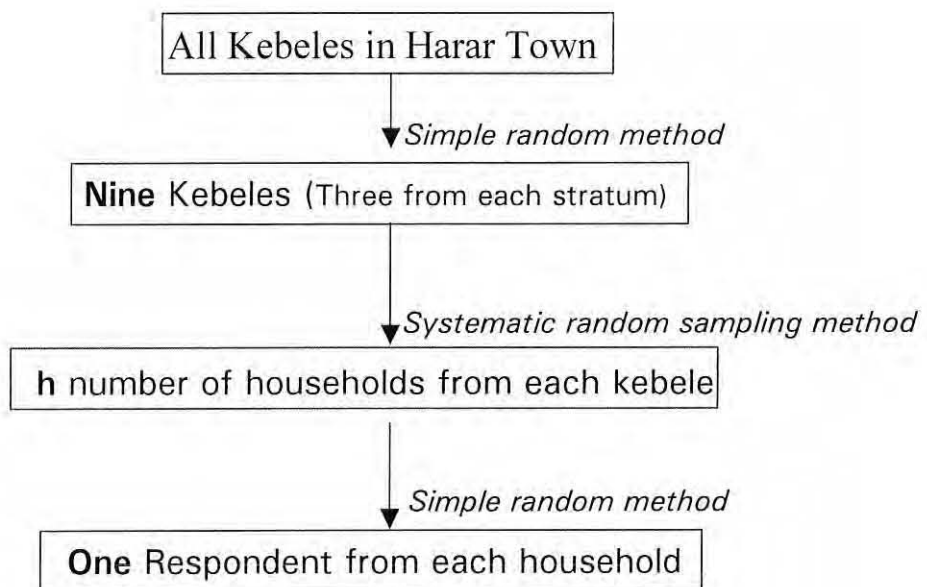 All Kebeles in Harar Town
Simple random method
Nine Kebeles (Three from each stratum)
Systematic random sampling method
h number of households from each kebele
Simple random method
One Respondent from each household